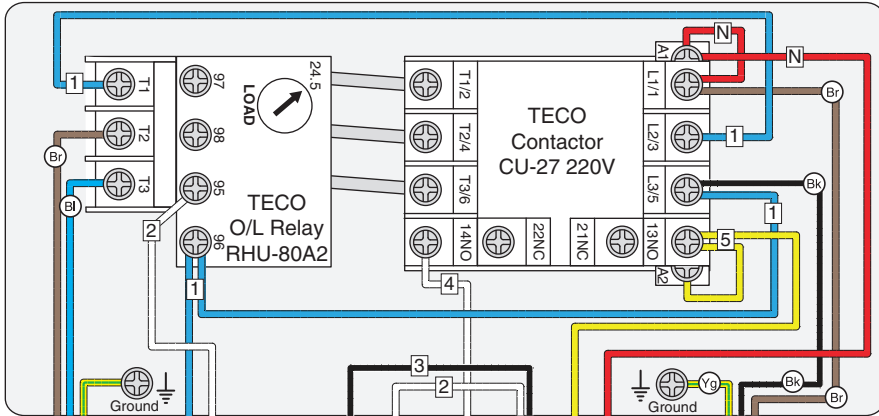 N
A1
N
T1
97
24.5
T1/2
L1/1
1
LOAD
Br
T2
98
T2/4
TECO
Contactor
CU-27 220V
L2/3
1
Br
T3
95
TECO
O/L Relay
RHU-80A2
T3/6
L3/5
Bk
Bl
2
96
14NO
22NC
21NC
13NO
5
1
1
4
A2
3
2
Ground
Ground
Yg
Bk
Br